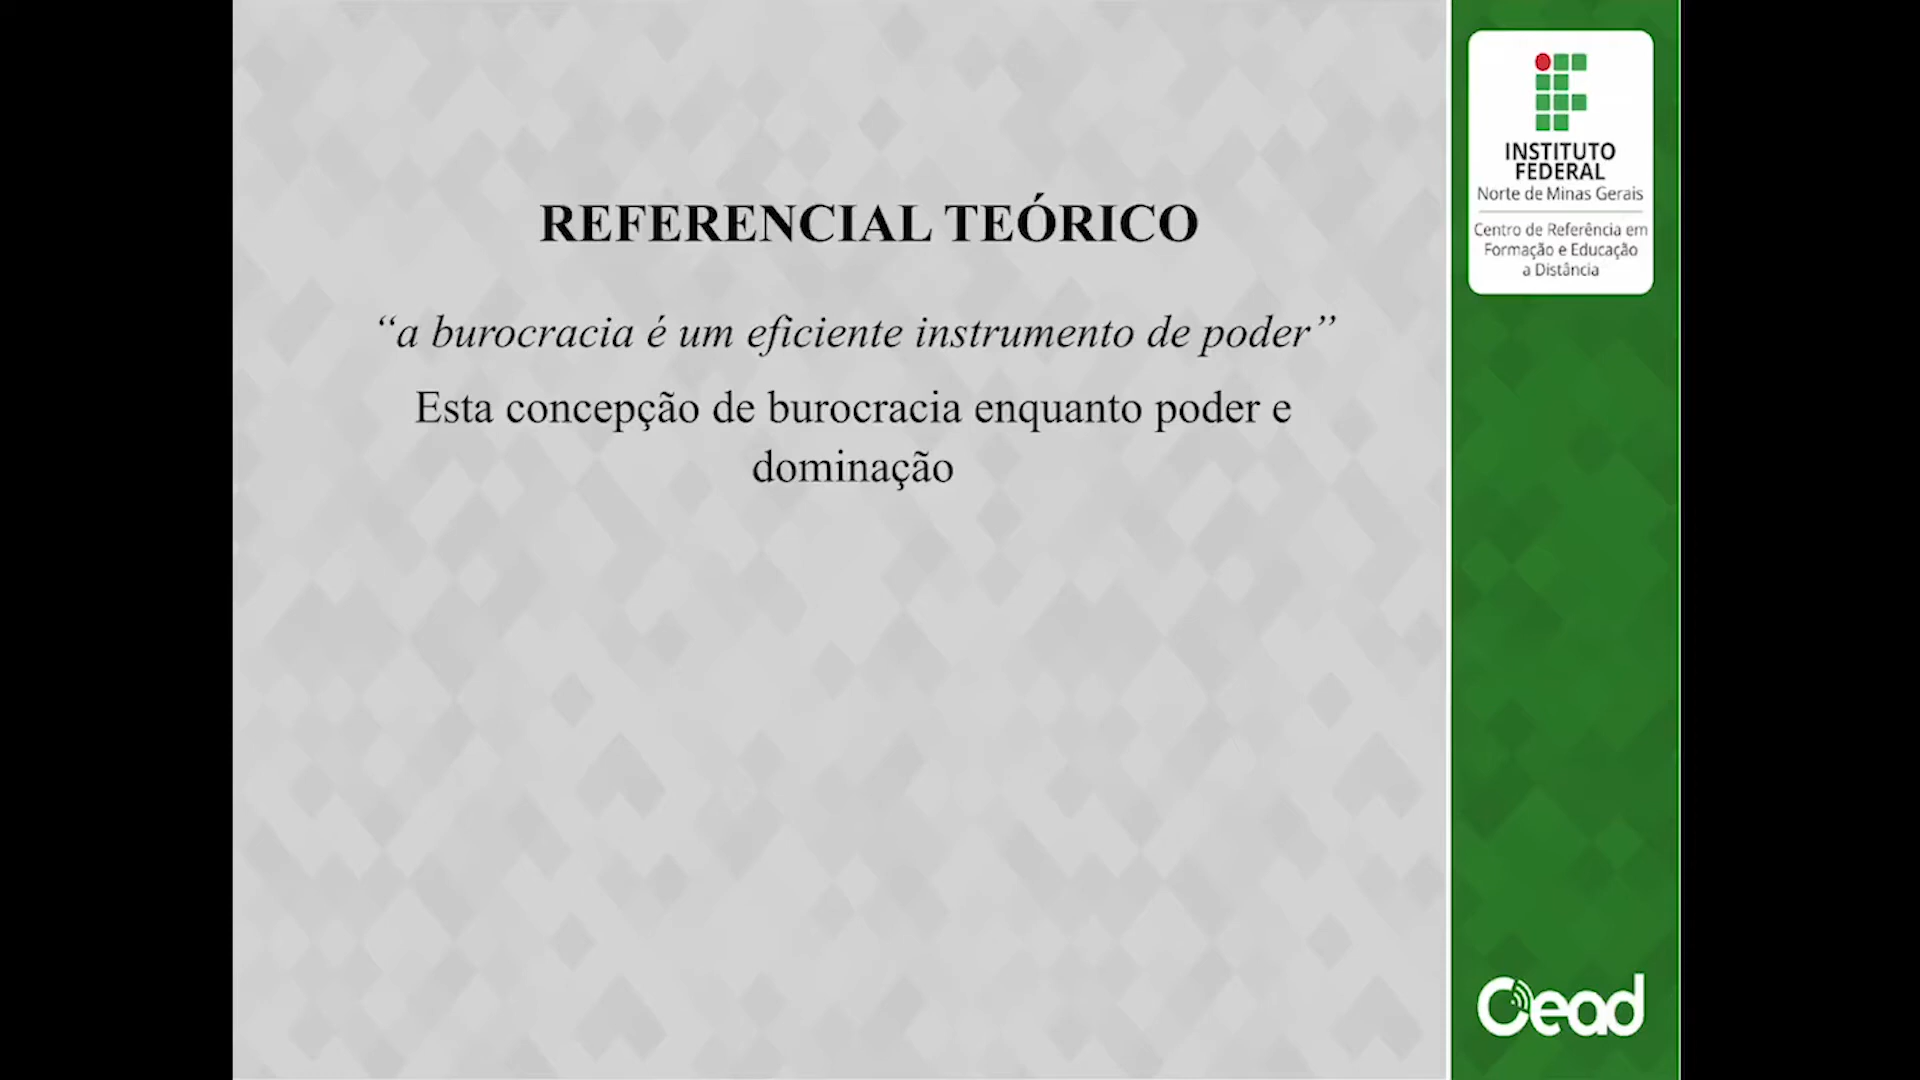 REFERENCIAL TEÓRICO
“a burocracia é um eficiente instrumento de poder”
Esta concepção de burocracia enquanto poder e
dominação
INSTITUTO
FEDERAL
Norte de Minas Gerais
Centro de Referência em
Formação e Educação
a Distância
Cead